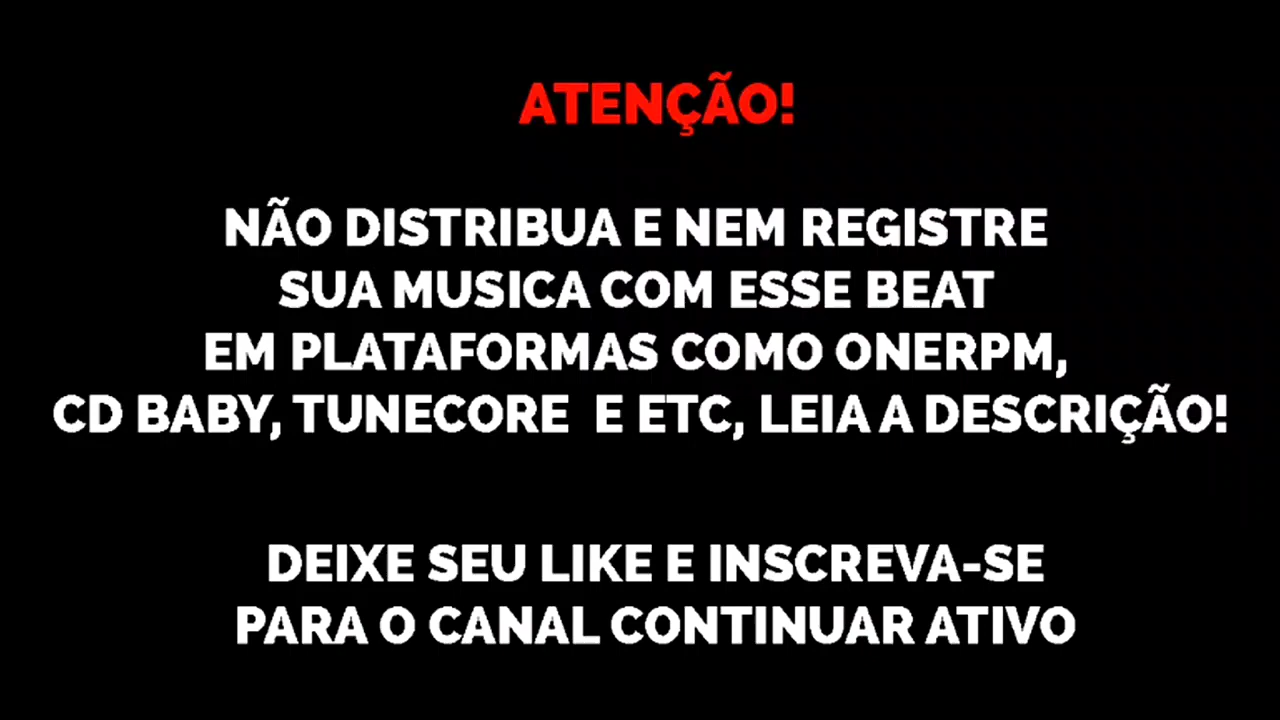 ATENÇÃO!
NÃO DISTRIBUA E NEM REGISTRE
SUA MUSICA COM ESSE BEAT
EM PLATAFORMAS COMO ONERPM,
CD BABY, TUNECORE E ETC, LEIA A DESCRIÇÃO!
DEIXE SEU LIKE E INSCREVA-SE
PARA O CANAL CONTINUAR ATIVO